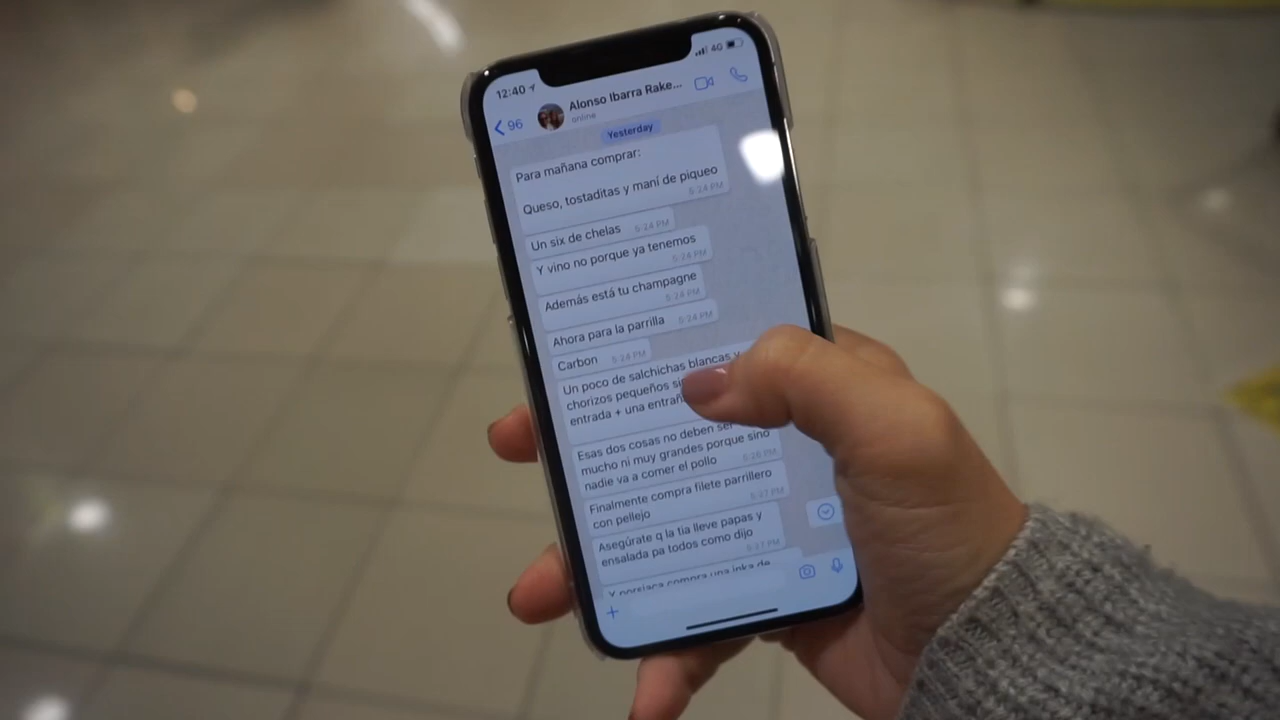 12:40
4G
96
Alonso Ibarra Rake...
online
Yesterday
Para mañana comprar:
Queso, tostaditas y maní de piqueo
5:24 PM
Un six de chelas 5:24 PM
Y vino no porque ya tenemos
5:24 PM
Además está tu champagne
5:24 PM
Ahora para la parrilla 5:24 PM
Carbon 5:24 PM
Un poco de salchichas blancas y
chorizos pequeños
entrada + una
Esas dos cosas no deben ser
mucho ni muy grandes porque sino
nadie va a comer el pollo 5:26 PM
Finalmente compra filete parrillero
con pellejo 5:27 PM
Asegúrate q la tia lleve papas y
ensalada pa todos como dijo
5:27 PM
Y porsiaca compra una inka de